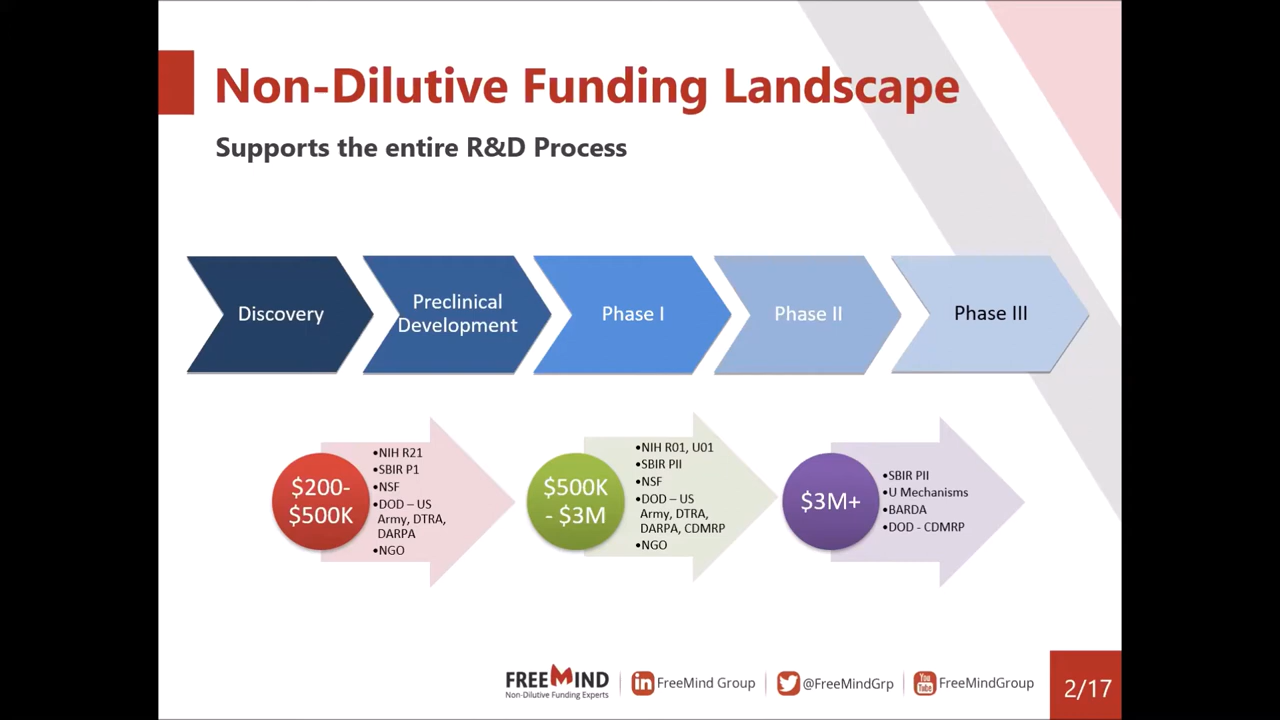 Non-Dilutive Funding Landscape
Supports the entire R&D Process
Discovery
Preclinical
Development
Phase I
Phase II
Phase III
$200-
$500K
•NIH R21
•SBIR P1
•NSF
•DOD – US
Army, DTRA,
DARPA
•NGO
$500K
- $3M
•NIH R01, U01
•SBIR PII
•NSF
•DOD – US
Army, DTRA,
DARPA, CDMRP
•NGO
$3M+
•SBIR PII
•U Mechanisms
•BARDA
•DOD - CDMRP
FREEMIND
Non-Dilutive Funding Experts
in FreeMind Group
@FreeMindGrp
You
Tube
FreeMindGroup
2/17